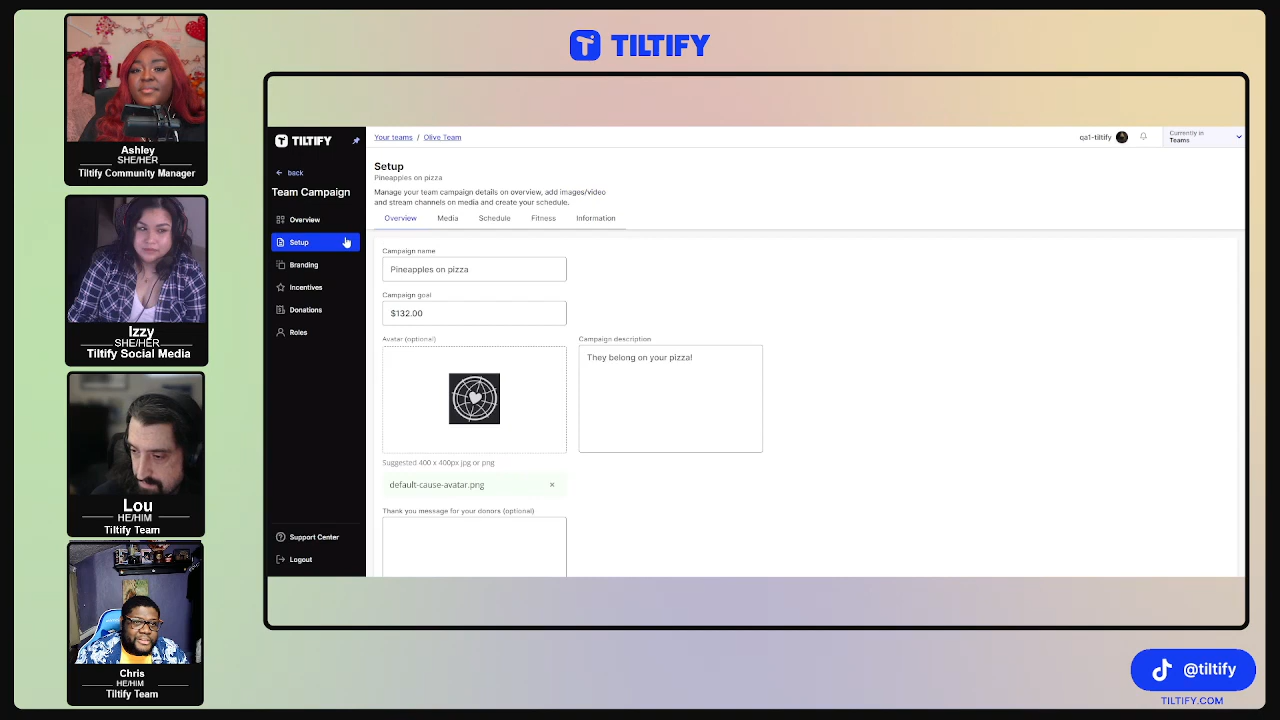 TILTIFY
Ashley
SHE/HER
Tiltify Community Manager
Izzy
SHE/HER
Tiltify Social Media
Lou
HE/HIM
Tiltify Team
Chris
HE/HIM
Tiltify Team
TILTIFY
back
Team Campaign
Overview
Setup
Branding
Incentives
Donations
Roles
Support Center
Logout
Your teams / Olive Team
qa1-tiltify
Currently in
Teams
Setup
Pineapples on pizza
Manage your team campaign details on overview, add images/video
and stream channels on media and create your schedule.
Overview Media Schedule Fitness Information
Campaign name
Pineapples on pizza
Campaign goal
$132.00
Avatar (optional)
Campaign description
They belong on your pizza!
Suggested 400 x 400px jpg or png
default-cause-avatar.png
Thank you message for your donors (optional)
@tiltify
TILTIFY.COM